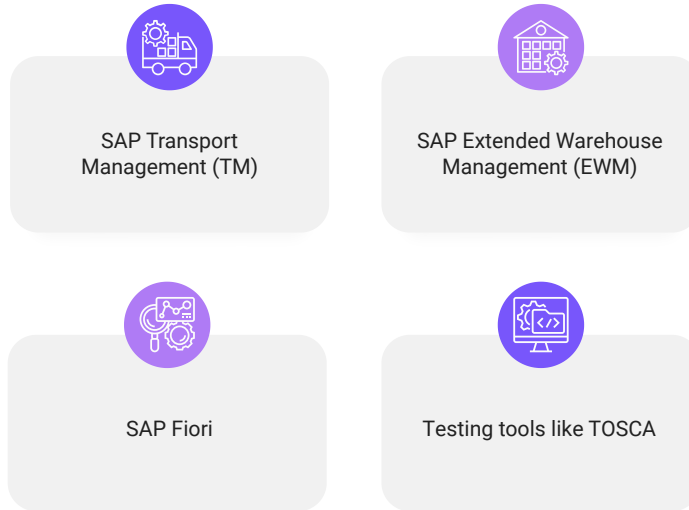 SAP Transport
Management (TM)
SAP Extended Warehouse
Management (EWM)
SAP Fiori
Testing tools like TOSCA